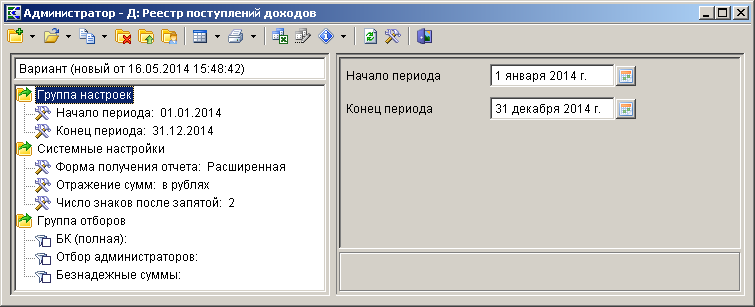 Администратор - Д: Реестр поступлений доходов
Вариант (новый от 16.05.2014 15:48:42)
Группа настроек
Начало периода: 01.01.2014
Конец периода: 31.12.2014
Системные настройки
Форма получения отчета: Расширенная
Отражение сумм: в рублях
Число знаков после запятой: 2
Группа отборов
БК (полная):
Отбор администраторов:
Безнадежные суммы:
Начало периода 1 января 2014 г.
Конец периода 31 декабря 2014 г.